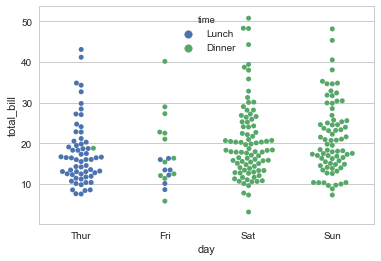 50
40
30
20
10
total_bill
time
Lunch
Dinner
Thur
Fri
Sat
Sun
day